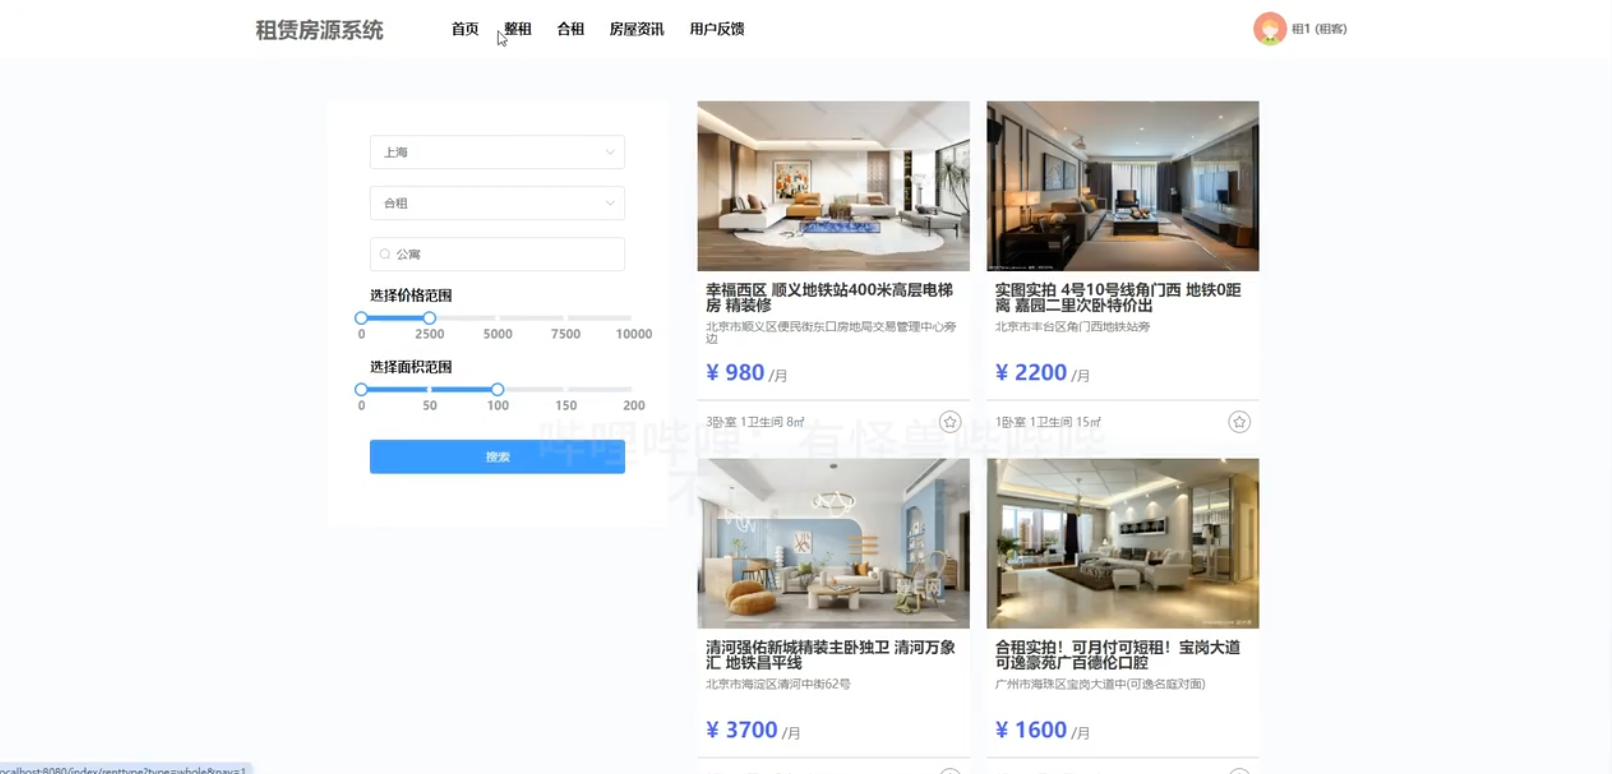 租赁房源系统
首页 整租 合租 房屋资讯 用户反馈
租1 (租客)
上海
合租
公寓
选择价格范围
0 2500 5000 7500 10000
选择面积范围
0 50 100 150 200
搜索
幸福西区 顺义地铁站400米高层电梯
房 精装修
北京市顺义区便民街东口房地局交易管理中心旁
边
¥ 980 /月
3卧室 1卫生间 8㎡
实图实拍 4号10号线角门西 地铁0距
离 嘉园二里次卧特价出
北京市丰台区角门西地铁站旁
¥ 2200 /月
1卧室 1卫生间 15㎡
哔哩哔哩：有怪兽哔哔哔
清河强佑新城精装主卧独卫 清河万象
汇 地铁昌平线
北京市海淀区清河中街62号
¥ 3700 /月
合租实拍！可月付可短租！宝岗大道
可逸豪苑广百德伦口腔
广州市海珠区宝岗大道中(可逸名庭对面)
¥ 1600 /月
ocalhost:8080/index/renttype?type=whole&nav=1